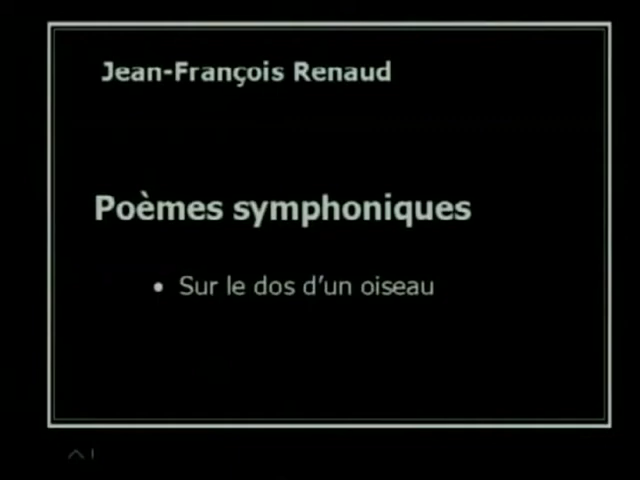 Jean-François Renaud
Poèmes symphoniques
• Sur le dos d'un oiseau